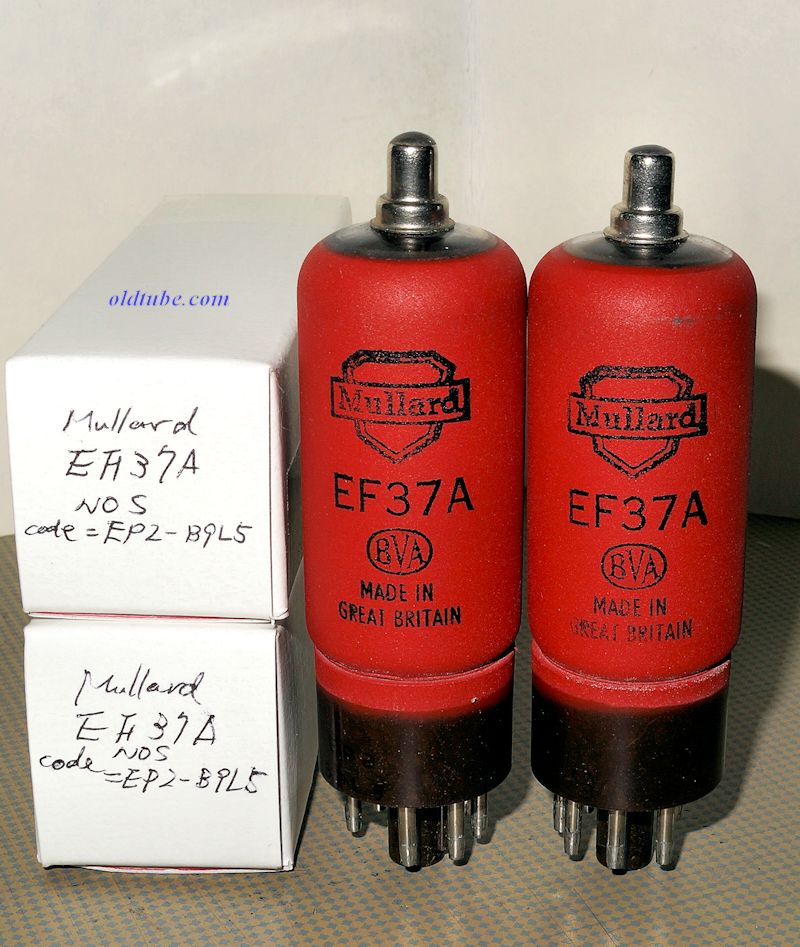 oldtube.com
Mullard
EF37A
NOS
code=EP2-B9L5
Mullard
EF37A
NOS
code
=EP2-B9L5
Mullard
EF37A
BVA
MADE IN
GREAT BRITAIN
Mullard
EF37A
BVA
MADE IN
GREAT BRITAIN